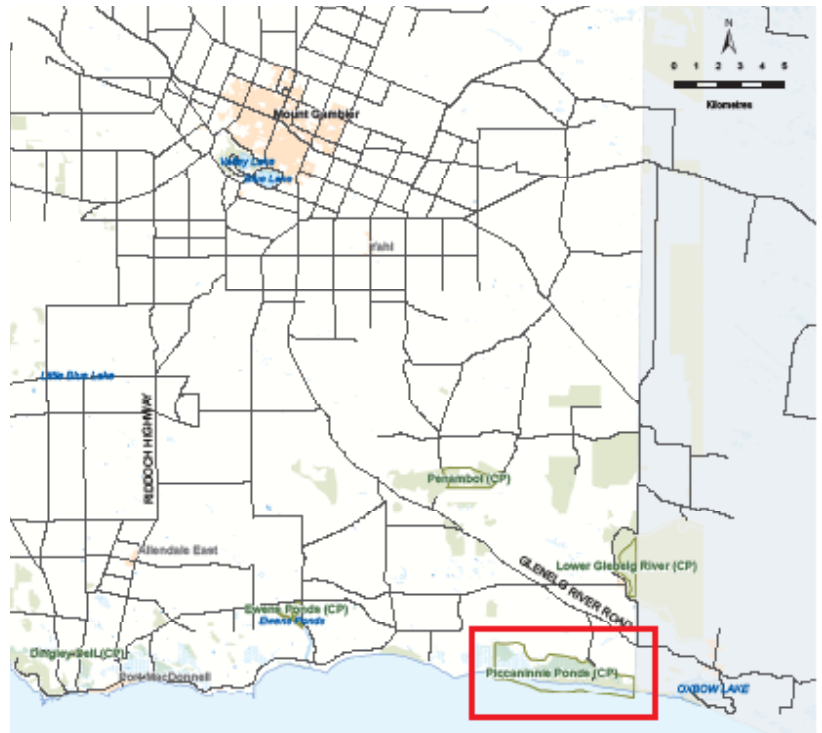 N
0 1 2 3 4 5
Kilometres
Mount Gambier
Valley Lake
Blue Lake
Yahl
Little Blue Lake
RIDDOCH HIGHWAY
Penambol (CP)
Allendale East
GLENELG RIVER ROAD
Lower Glenelg River (CP)
Ewens Ponds (CP)
Ewens Ponds
Dingley Dell (CP)
Port MacDonnell
Piccaninnie Ponds (CP)
OXBOW LAKE